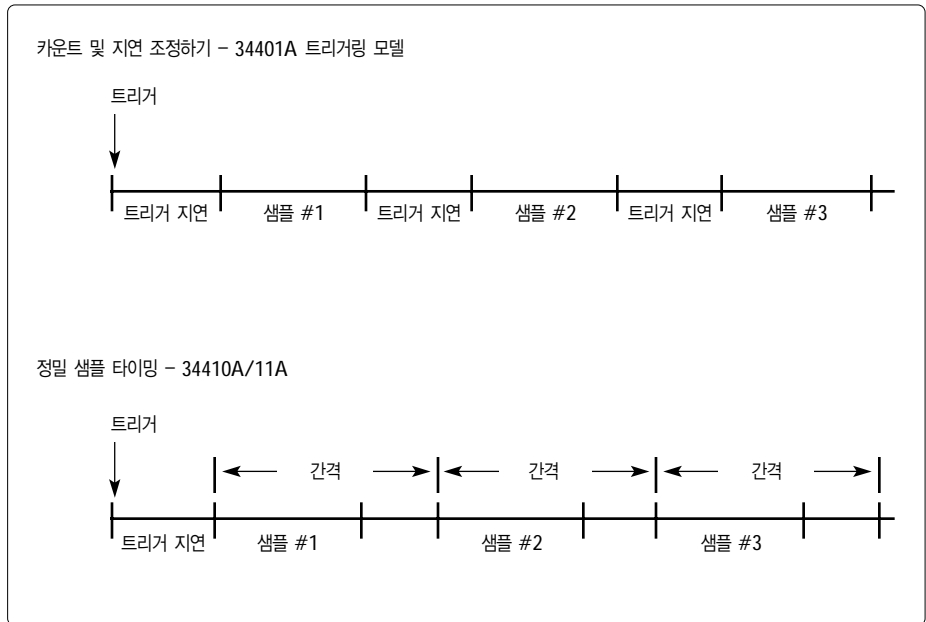 카운트 및 지연 조정하기 – 34401A 트리거링 모델
트리거
트리거 지연 샘플 #1 트리거 지연 샘플 #2 트리거 지연 샘플 #3
정밀 샘플 타이밍 – 34410A/11A
트리거
간격 간격 간격
트리거 지연 샘플 #1 샘플 #2 샘플 #3